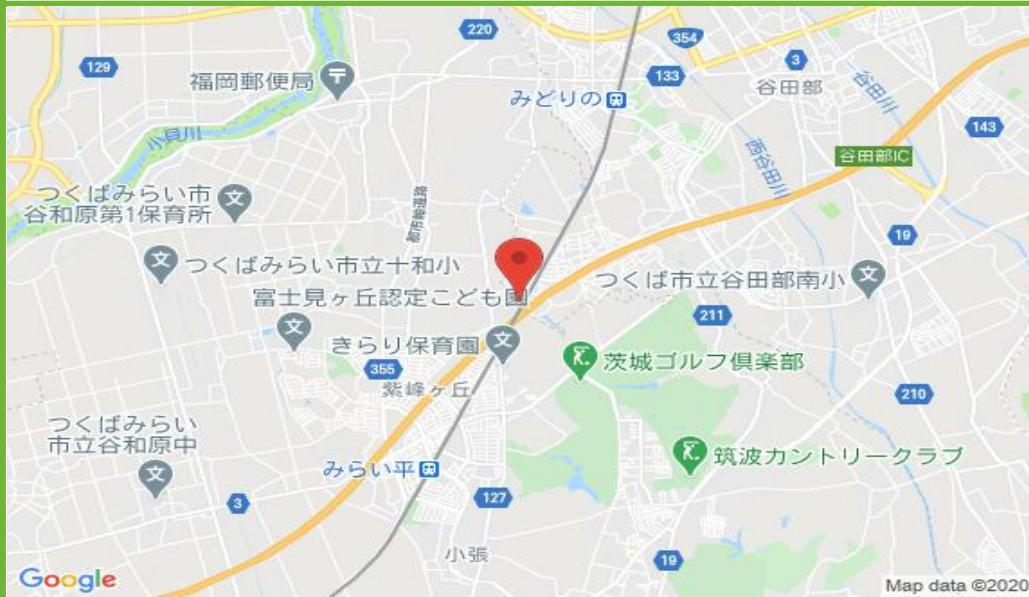 220
354
129
3
133
福岡郵便局
みどりの
谷田部
谷田川
143
小貝川
西谷田川
谷田部IC
つくばみらい市
谷和原第1保育所
都市軸道路
19
つくばみらい市立十和小
富士見ヶ丘認定こども園
つくば市立谷田部南小
211
きらり保育園
茨城ゴルフ倶楽部
355
紫峰ヶ丘
210
つくばみらい
市立谷和原中
筑波カントリークラブ
みらい平
127
3
小張
19
Google
Map data ©2020